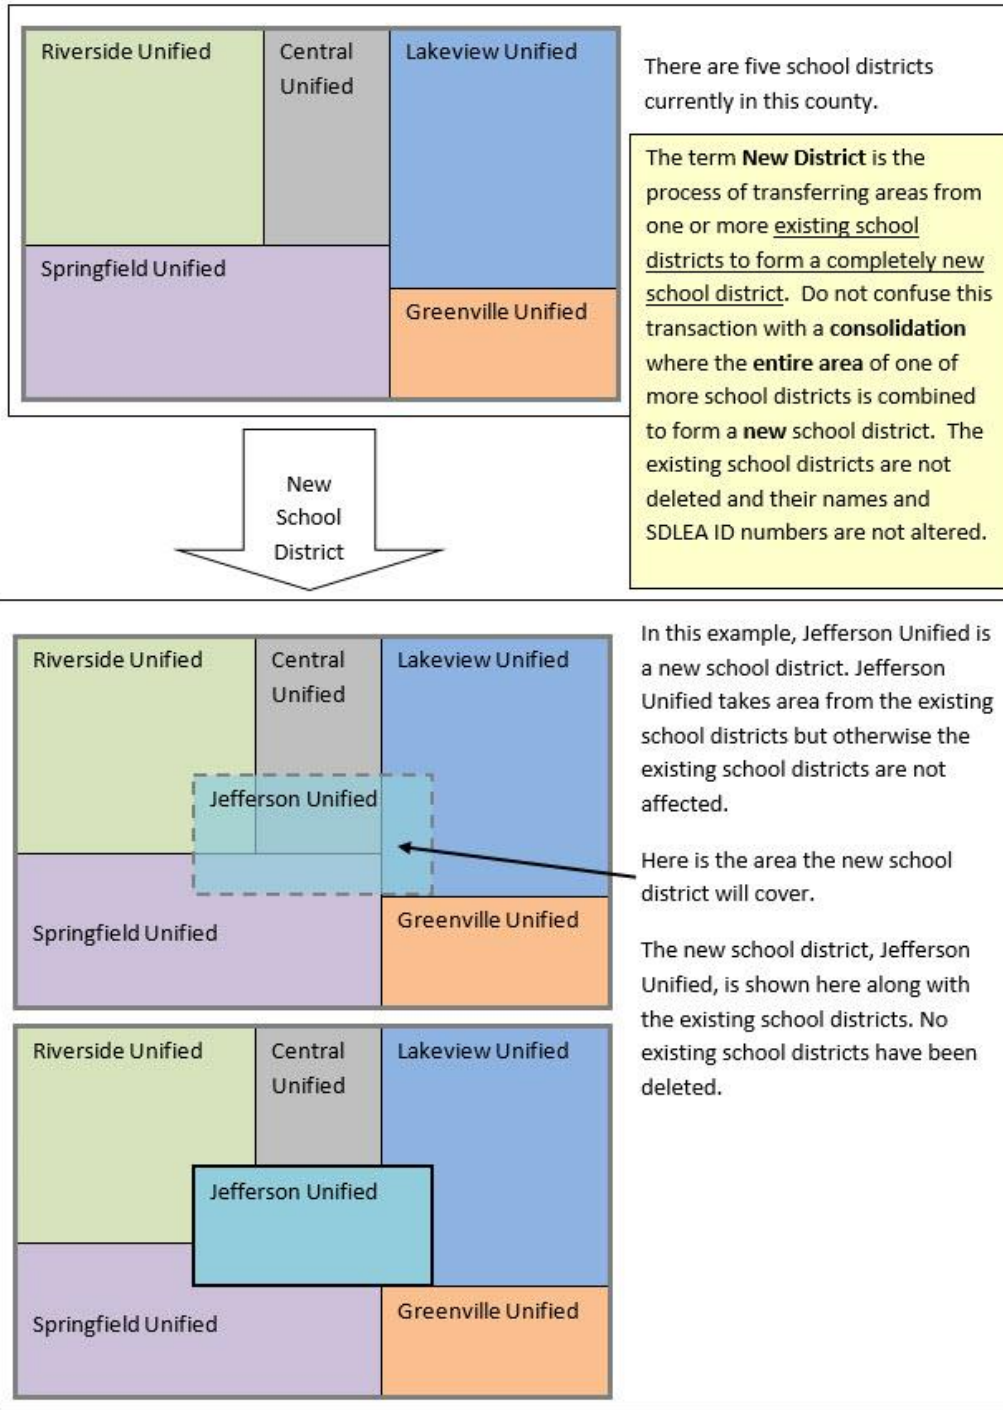 Riverside Unified
Central
Unified
Lakeview Unified
Springfield Unified
Greenville Unified
There are five school districts
currently in this county.
The term New District is the
process of transferring areas from
one or more existing school
districts to form a completely new
school district.  Do not confuse this
transaction with a consolidation
where the entire area of one of
more school districts is combined
to form a new school district.  The
existing school districts are not
deleted and their names and
SDLEA ID numbers are not altered.
New
School
District
Riverside Unified
Central
Unified
Lakeview Unified
Jefferson Unified
Springfield Unified
Greenville Unified
In this example, Jefferson Unified is
a new school district. Jefferson
Unified takes area from the existing
school districts but otherwise the
existing school districts are not
affected.
Here is the area the new school
district will cover.
The new school district, Jefferson
Unified, is shown here along with
the existing school districts. No
existing school districts have been
deleted.
Riverside Unified
Central
Unified
Lakeview Unified
Jefferson Unified
Springfield Unified
Greenville Unified